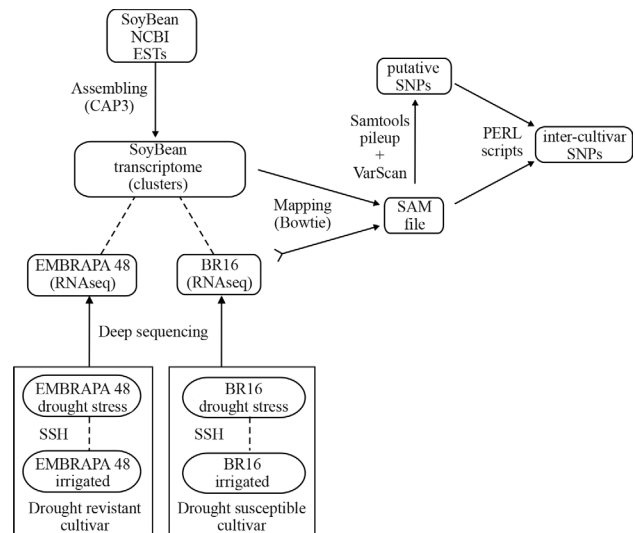 SoyBean
NCBI
ESTs
Assembling
(CAP3)
SoyBean
transcriptome
(clusters)
putative
SNPs
Samtools
pileup
+
VarScan
PERL
scripts
inter-cultivar
SNPs
Mapping
(Bowtie)
SAM
file
EMBRAPA 48
(RNAseq)
BR16
(RNAseq)
Deep sequencing
EMBRAPA 48
drought stress
SSH
EMBRAPA 48
irrigated
Drought revistant
cultivar
BR16
drought stress
SSH
BR16
irrigated
Drought susceptible
cultivar